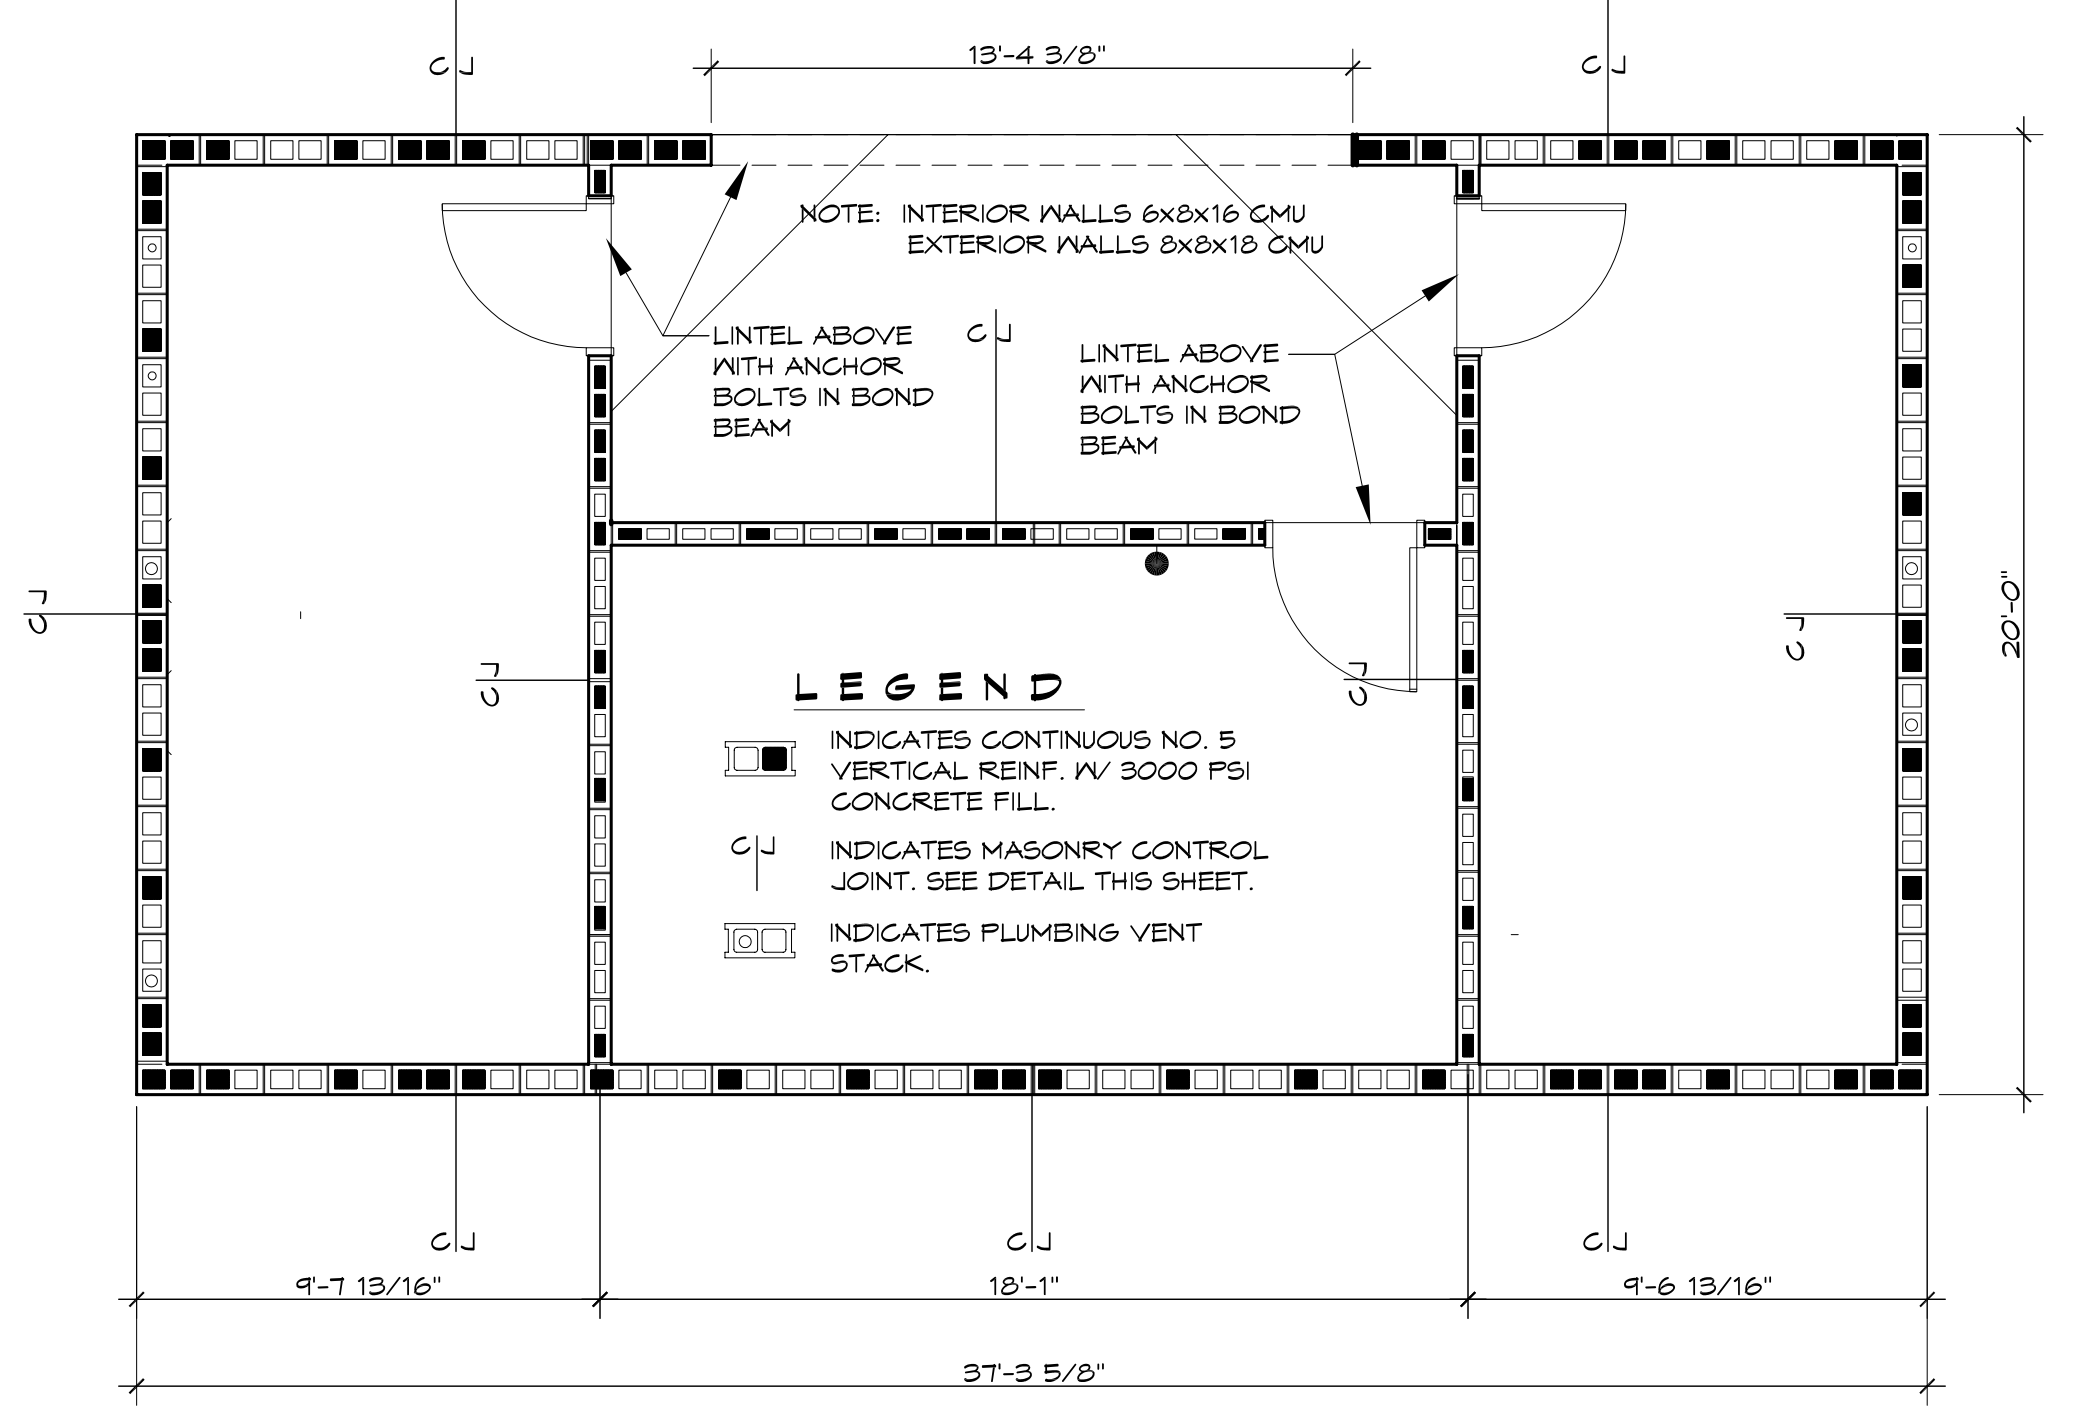 13'-4 3/8"
C J
C J
NOTE: INTERIOR WALLS 6x8x16 CMU
EXTERIOR WALLS 8x8x18 CMU
LINTEL ABOVE
WITH ANCHOR
BOLTS IN BOND
BEAM
C J
LINTEL ABOVE
WITH ANCHOR
BOLTS IN BOND
BEAM
C J
C J
C J
C J
20'-0"
LEGEND
INDICATES CONTINUOUS NO. 5
VERTICAL REINF. W/ 3000 PSI
CONCRETE FILL.
C J
INDICATES MASONRY CONTROL
JOINT. SEE DETAIL THIS SHEET.
INDICATES PLUMBING VENT
STACK.
C J
C J
C J
9'-7 13/16"
18'-1"
9'-6 13/16"
37'-3 5/8"